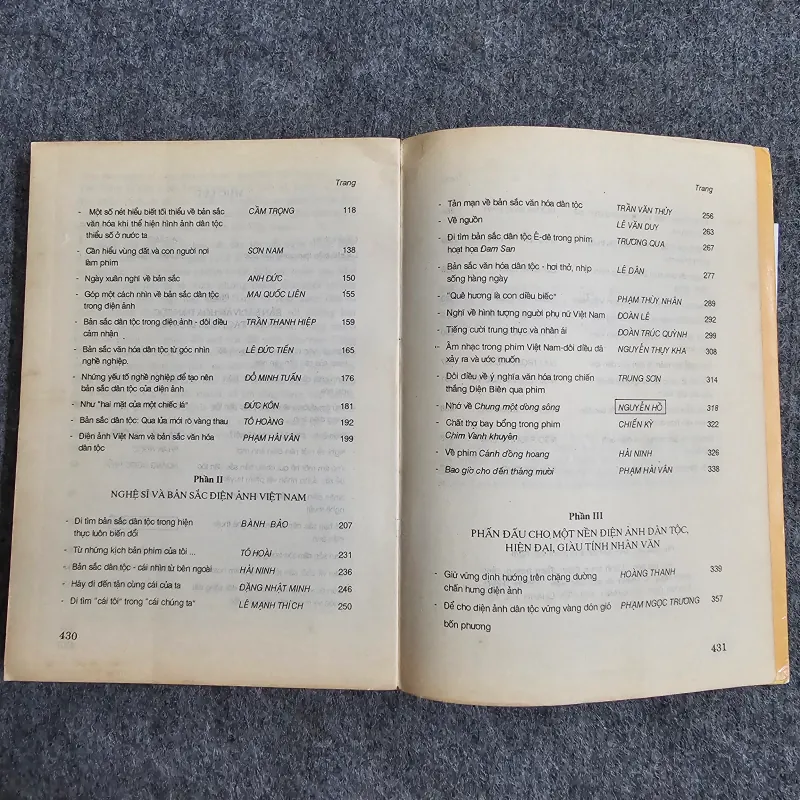 Trang
- Một số nét hiểu biết tối thiểu về bản sắc CẦM TRỌNG 118
văn hóa khi thể hiện hình ảnh dân tộc
thiểu số ở nước ta.
- Cần hiểu vùng đất và con người nơi SƠN NAM 138
làm phim
- Ngày xuân nghĩ về bản sắc ANH ĐỨC 150
- Góp một cách nhìn về bản sắc dân tộc MAI QUỐC LIÊN 155
trong điện ảnh
- Bản sắc dân tộc trong điện ảnh - đôi điều TRẦN THANH HIỆP 159
cảm nhận
- Bản sắc văn hóa dân tộc từ góc nhìn LÊ ĐỨC TIẾN 165
nghề nghiệp.
- Những yếu tố nghề nghiệp để tạo nên ĐỖ MINH TUẤN 176
bản sắc dân tộc của điện ảnh
- Như "hai mặt của một chiếc lá" ĐỨC KÔN 181
- Bản sắc dân tộc: Qua lửa mới rõ vàng thau TÔ HOÀNG 192
- Điện ảnh Việt Nam và bản sắc văn hóa PHẠM HẢI VÂN 199
dân tộc
Phần II
NGHỆ SĨ VÀ BẢN SẮC ĐIỆN ẢNH VIỆT NAM
- Đi tìm bản sắc dân tộc trong hiện BÀNH BẢO 207
thực luôn biến đổi
- Từ những kịch bản phim của tôi ... TÔ HOÀI 231
- Bản sắc dân tộc - cái nhìn từ bên ngoài HẢI NINH 236
- Hãy đi đến tận cùng cái của ta ĐẶNG NHẬT MINH 246
- Đi tìm "cái tôi" trong "cái chúng ta" LÊ MẠNH THÍCH 250
430
Trang
- Tản mạn về bản sắc văn hóa dân tộc TRẦN VĂN THỦY 256
- Về nguồn LÊ VĂN DUY 263
- Đi tìm bản sắc dân tộc Ê-đê trong phim TRƯƠNG QUA 267
hoạt họa Đam San
- Bản sắc văn hóa dân tộc - hơi thở, nhịp LÊ DÂN 277
sống hàng ngày
- "Quê hương là con diều biếc" PHẠM THÙY NHÂN 289
- Nghĩ về hình tượng người phụ nữ Việt Nam ĐOÀN LÊ 292
- Tiếng cười trung thực và nhân ái ĐOÀN TRÚC QUỲNH 299
- Âm nhạc trong phim Việt Nam-đôi điều đã NGUYỄN THỤY KHA 308
xảy ra và ước muốn
- Đôi điều về ý nghĩa văn hóa trong chiến TRUNG SƠN 314
thắng Điện Biên qua phim
- Nhớ về Chung một dòng sông NGUYỄN HỒ 318
- Chất thơ bay bổng trong phim CHIẾN KỲ 322
Chim Vành khuyên
- Về phim Cánh đồng hoang HẢI NINH 326
- Bao giờ cho đến tháng mười PHẠM HẢI VÂN 338
Phần III
PHẤN ĐẤU CHO MỘT NỀN ĐIỆN ẢNH DÂN TỘC,
HIỆN ĐẠI, GIÀU TÍNH NHÂN VĂN
- Giữ vững định hướng trên chặng đường HOÀNG THANH 339
chấn hưng điện ảnh
- Để cho điện ảnh dân tộc vững vàng đón gió PHẠM NGỌC TRƯƠNG 357
bốn phương
431